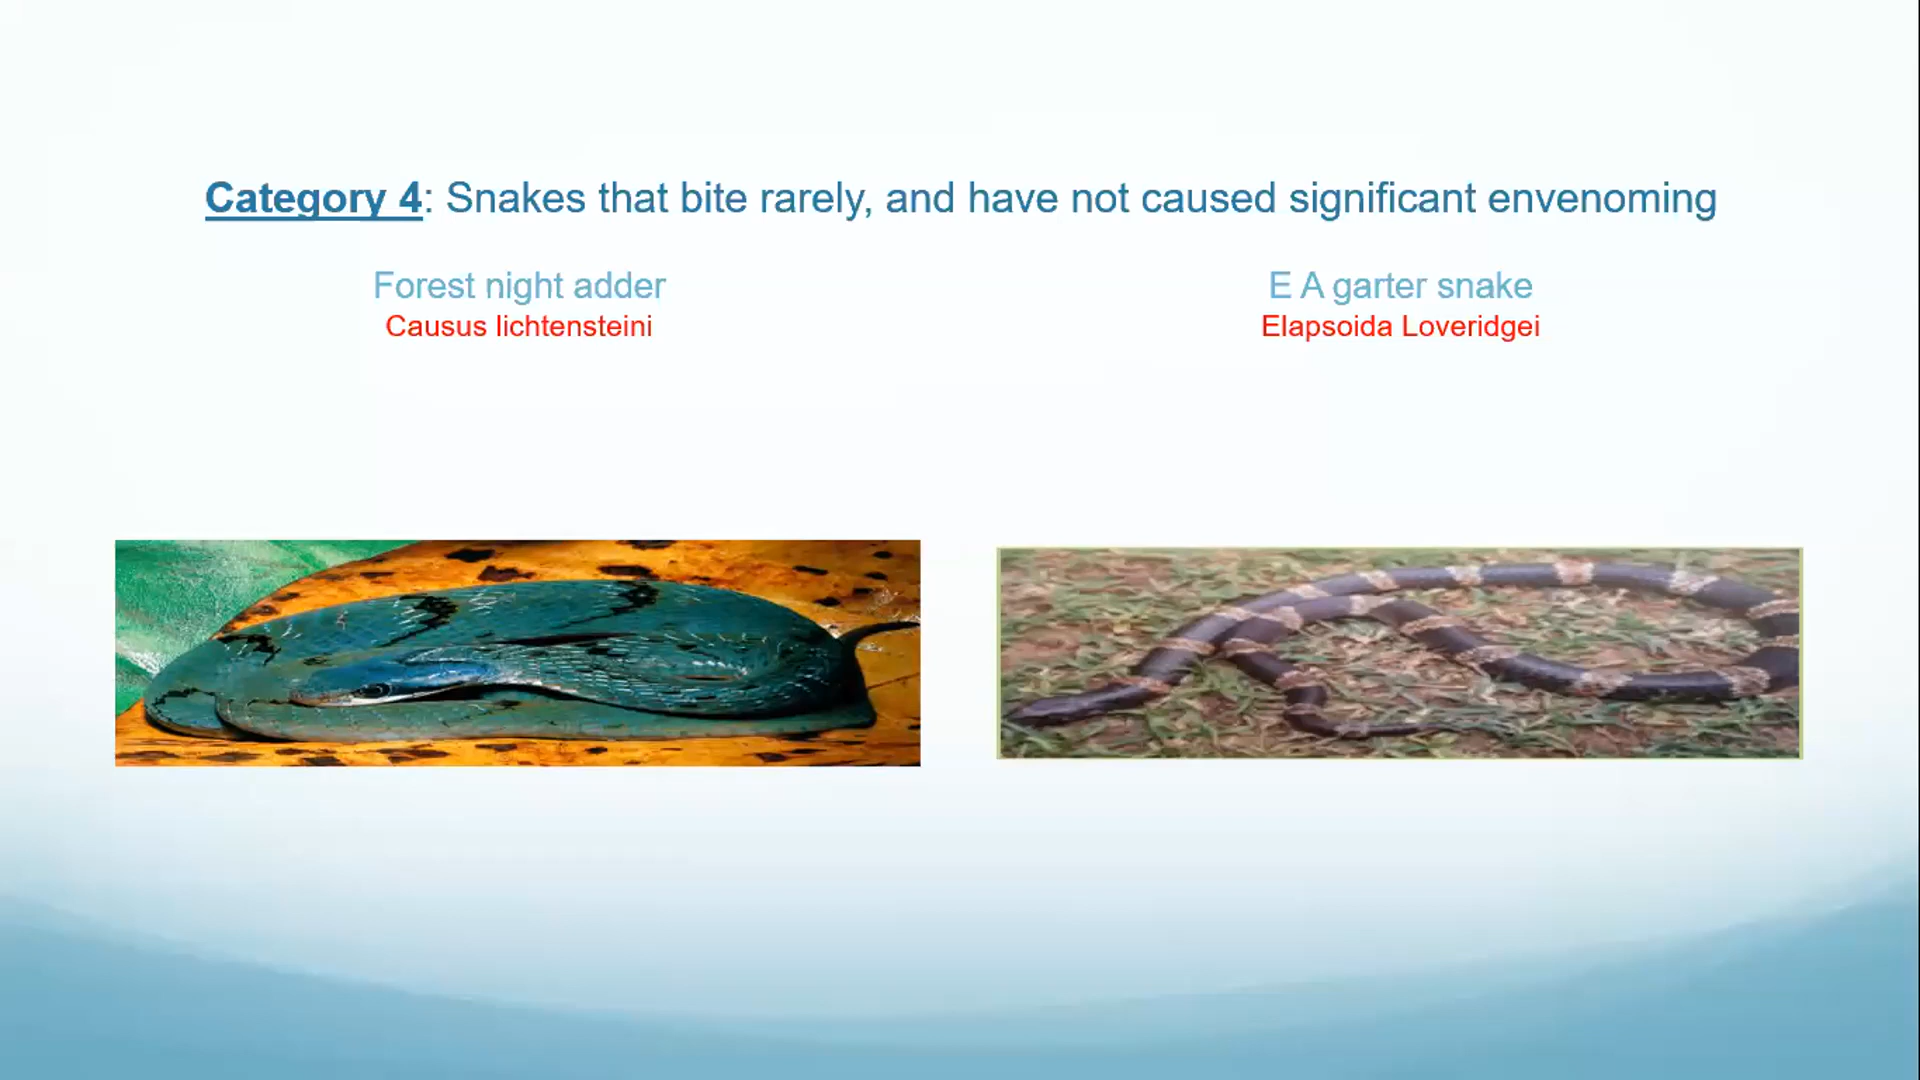 Category 4: Snakes that bite rarely, and have not caused significant envenoming
Forest night adder
Causus lichtensteini
E A garter snake
Elapsoida Loveridgei